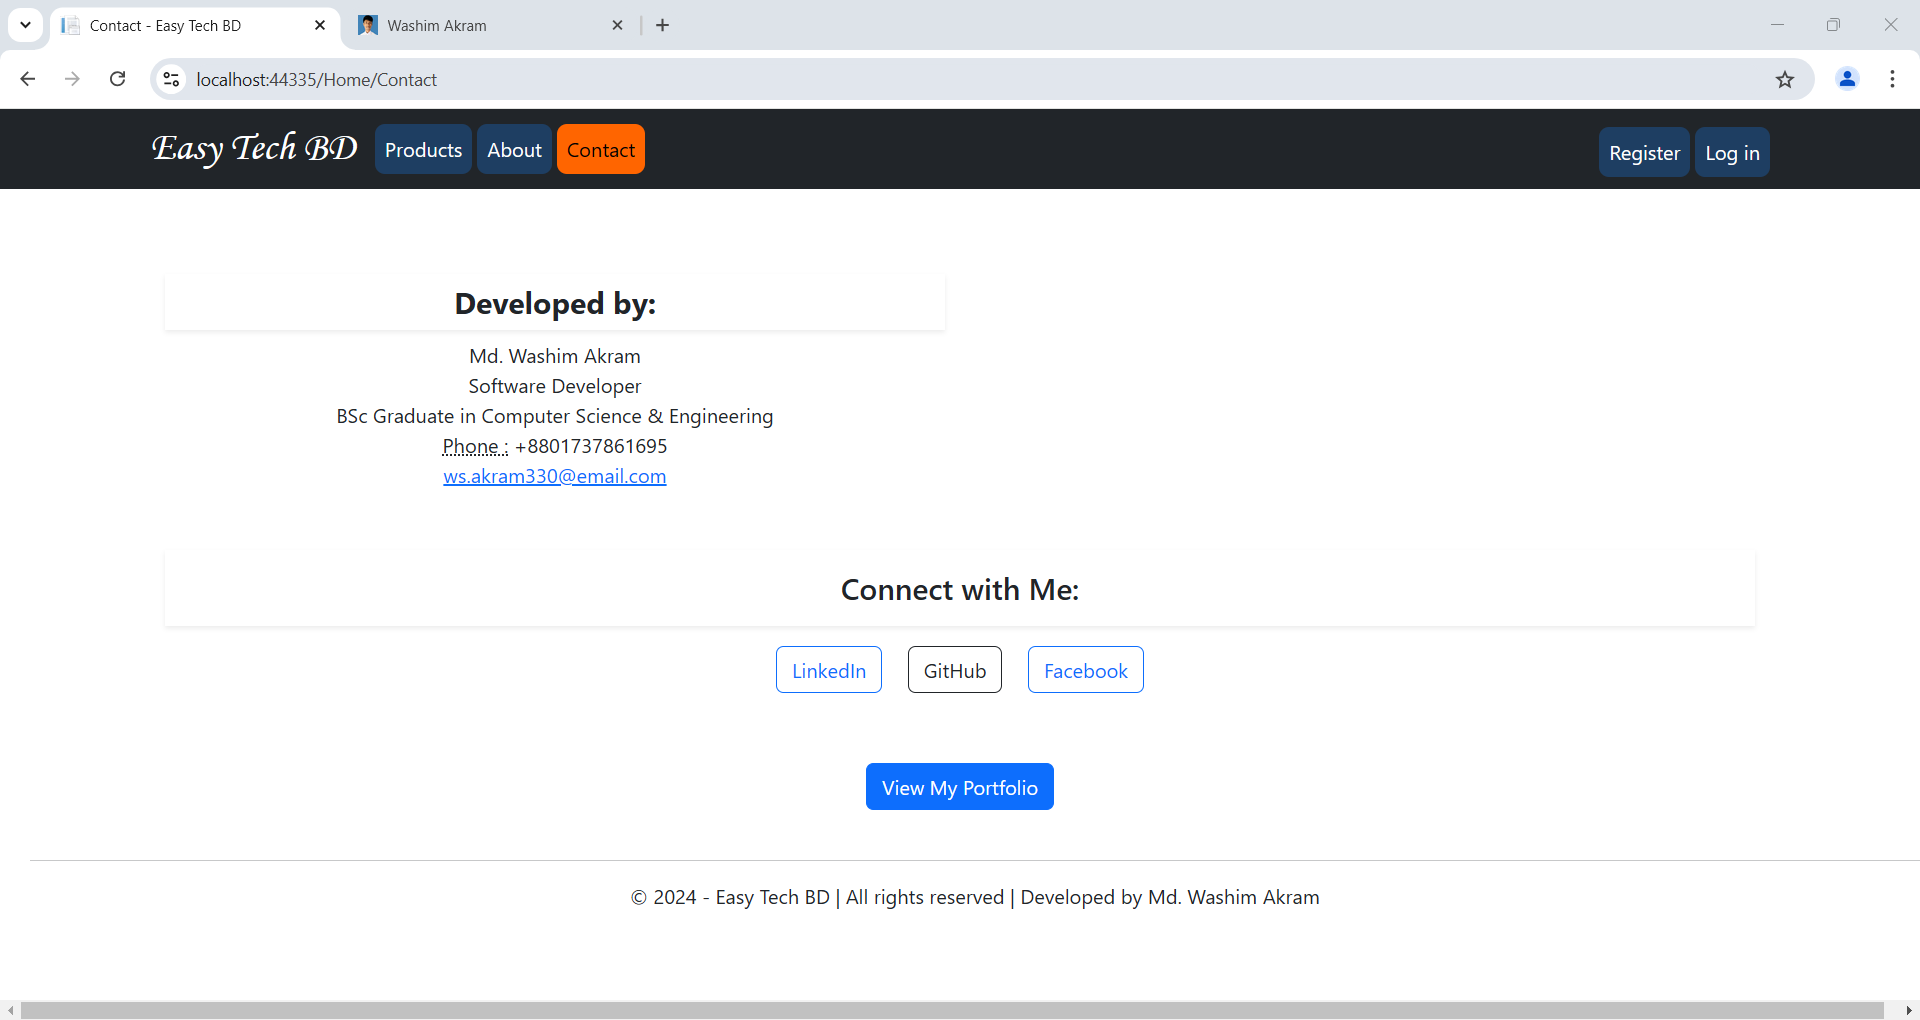 Contact - Easy Tech BD
Washim Akram
localhost:44335/Home/Contact
Easy Tech BD Products About Contact Register Log in
Developed by:
Md. Washim Akram
Software Developer
BSc Graduate in Computer Science & Engineering
Phone : +8801737861695
ws.akram330@email.com
Connect with Me:
LinkedIn GitHub Facebook
View My Portfolio
© 2024 - Easy Tech BD | All rights reserved | Developed by Md. Washim Akram